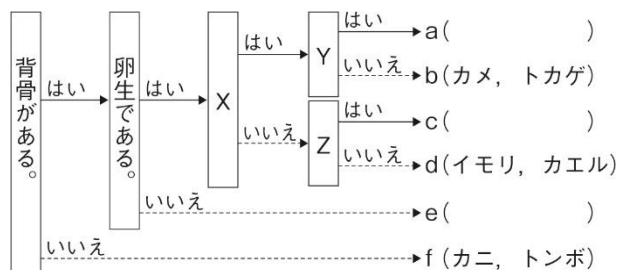 背骨がある。
はい
いいえ
卵生である。
はい
いいえ
X
はい
いいえ
Y
はい
いいえ
Z
はい
いいえ
a( )
b(カメ，トカゲ)
c( )
d(イモリ，カエル)
e( )
f(カニ，トンボ)